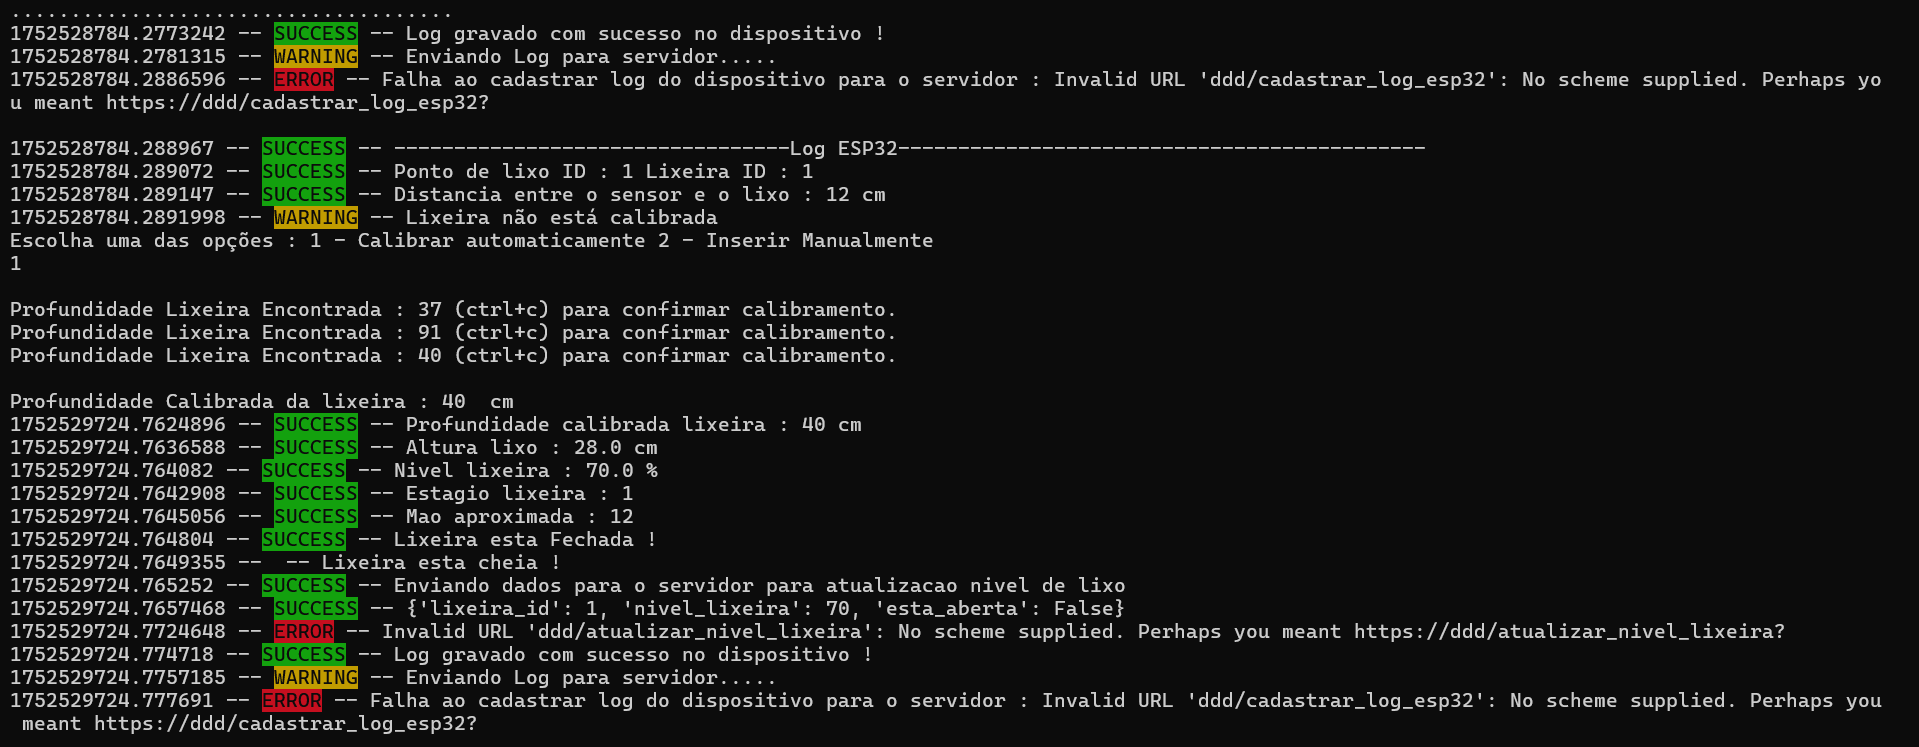 .....................................
1752528784.2773242 -- SUCCESS -- Log gravado com sucesso no dispositivo !
1752528784.2781315 -- WARNING -- Enviando Log para servidor.....
1752528784.2886596 -- ERROR -- Falha ao cadastrar log do dispositivo para o servidor : Invalid URL 'ddd/cadastrar_log_esp32': No scheme supplied. Perhaps yo
u meant https://ddd/cadastrar_log_esp32?
1752528784.288967 -- SUCCESS -- ---------------------------------Log ESP32--------------------------------------------
1752528784.289072 -- SUCCESS -- Ponto de lixo ID : 1 Lixeira ID : 1
1752528784.289147 -- SUCCESS -- Distancia entre o sensor e o lixo : 12 cm
1752528784.2891998 -- WARNING -- Lixeira não está calibrada
Escolha uma das opções : 1 - Calibrar automaticamente 2 - Inserir Manualmente
1
Profundidade Lixeira Encontrada : 37 (ctrl+c) para confirmar calibramento.
Profundidade Lixeira Encontrada : 91 (ctrl+c) para confirmar calibramento.
Profundidade Lixeira Encontrada : 40 (ctrl+c) para confirmar calibramento.
Profundidade Calibrada da lixeira : 40  cm
1752529724.7624896 -- SUCCESS -- Profundidade calibrada lixeira : 40 cm
1752529724.7636588 -- SUCCESS -- Altura lixo : 28.0 cm
1752529724.764082 -- SUCCESS -- Nivel lixeira : 70.0 %
1752529724.7642908 -- SUCCESS -- Estagio lixeira : 1
1752529724.7645056 -- SUCCESS -- Mao aproximada : 12
1752529724.764804 -- SUCCESS -- Lixeira esta Fechada !
1752529724.7649355 --  -- Lixeira esta cheia !
1752529724.765252 -- SUCCESS -- Enviando dados para o servidor para atualizacao nivel de lixo
1752529724.7657468 -- SUCCESS -- {'lixeira_id': 1, 'nivel_lixeira': 70, 'esta_aberta': False}
1752529724.7724648 -- ERROR -- Invalid URL 'ddd/atualizar_nivel_lixeira': No scheme supplied. Perhaps you meant https://ddd/atualizar_nivel_lixeira?
1752529724.774718 -- SUCCESS -- Log gravado com sucesso no dispositivo !
1752529724.7757185 -- WARNING -- Enviando Log para servidor.....
1752529724.777691 -- ERROR -- Falha ao cadastrar log do dispositivo para o servidor : Invalid URL 'ddd/cadastrar_log_esp32': No scheme supplied. Perhaps you
 meant https://ddd/cadastrar_log_esp32?